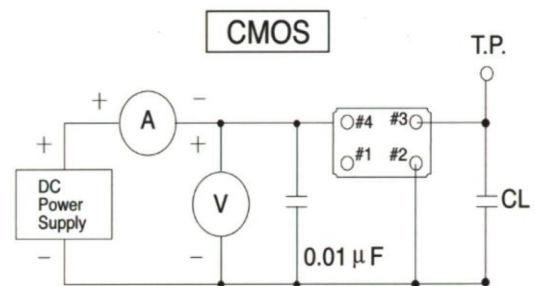 CMOS
T.P.
+ −
A
#4 #3
+ +
#1 #2
DC
Power
Supply
V
CL
− −
0.01 μF